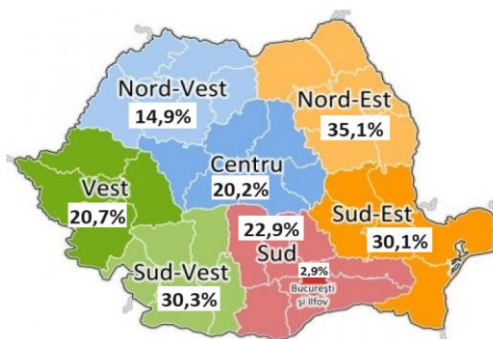 Nord-Vest
14,9%
Nord-Est
35,1%
Centru
20,2%
Vest
20,7%
Sud-Est
30,1%
22,9%
Sud
2,9%
București
și Ilfov
Sud-Vest
30,3%